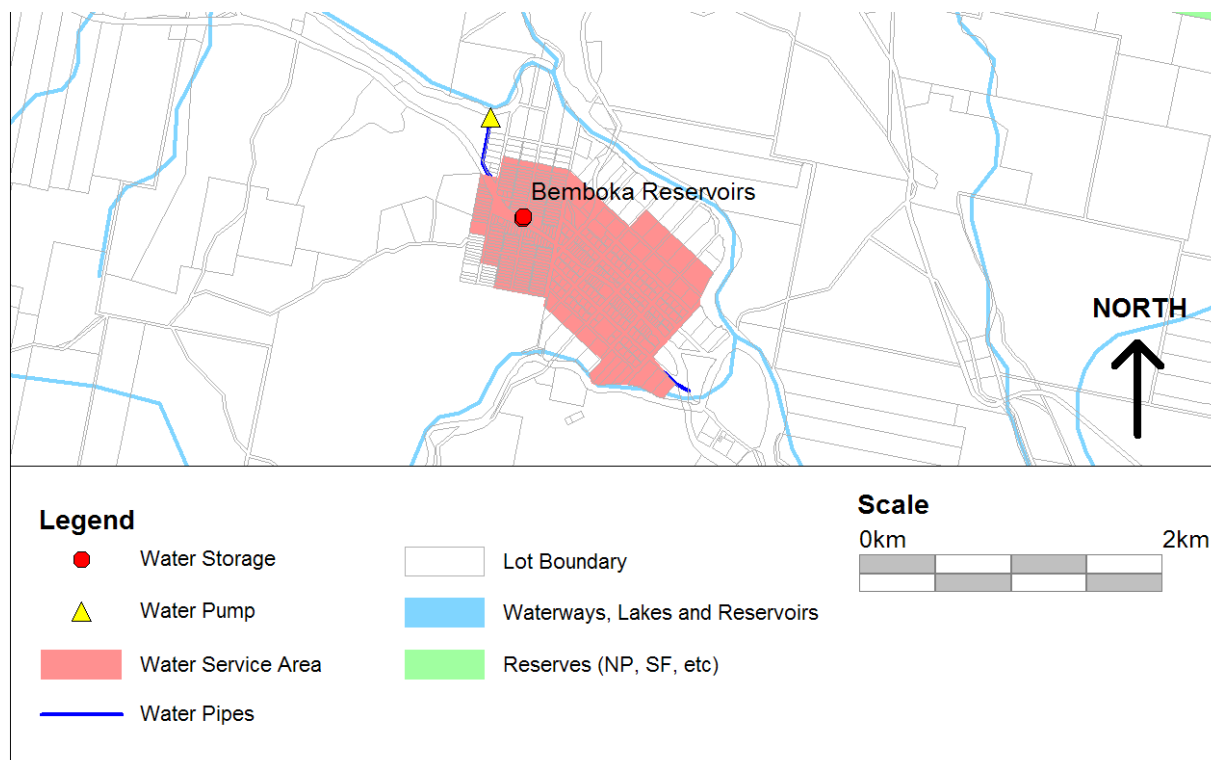 Bemboka Reservoirs
NORTH
Legend
Water Storage
Water Pump
Water Service Area
Water Pipes
Lot Boundary
Waterways, Lakes and Reservoirs
Reserves (NP, SF, etc)
Scale
0km 2km